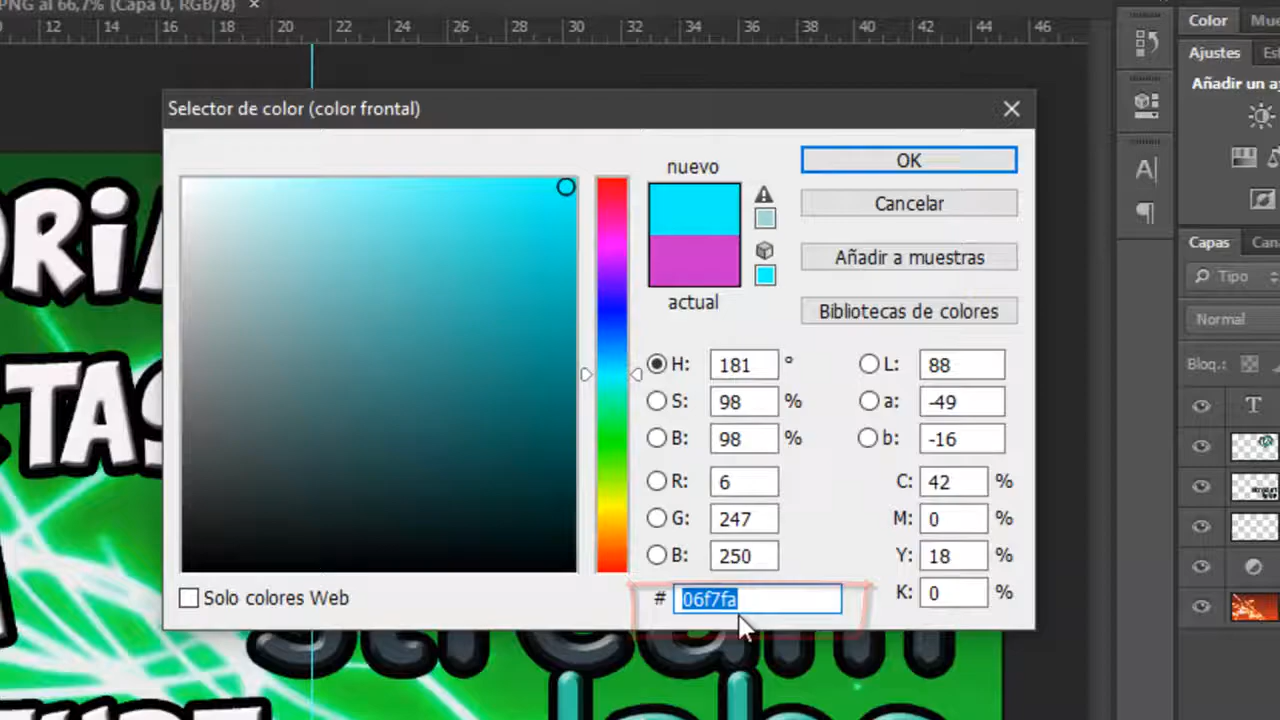 PNG al 66,7% (Capa 0, RGB/8) ×
12 14 16 18 20 22 24 26 28 30 32 34 36 38 40 42 44 46
Color
Ajustes
Añadir un
Selector de color (color frontal)
nuevo
actual
OK
Cancelar
Añadir a muestras
Bibliotecas de colores
H: 181 °
S: 98 %
B: 98 %
R: 6
G: 247
B: 250
# 06f7fa
L: 88
a: -49
b: -16
C: 42 %
M: 0 %
Y: 18 %
K: 0 %
Solo colores Web
Capas
Tipo
Normal
Bloq.:
T
ORiA
TAS